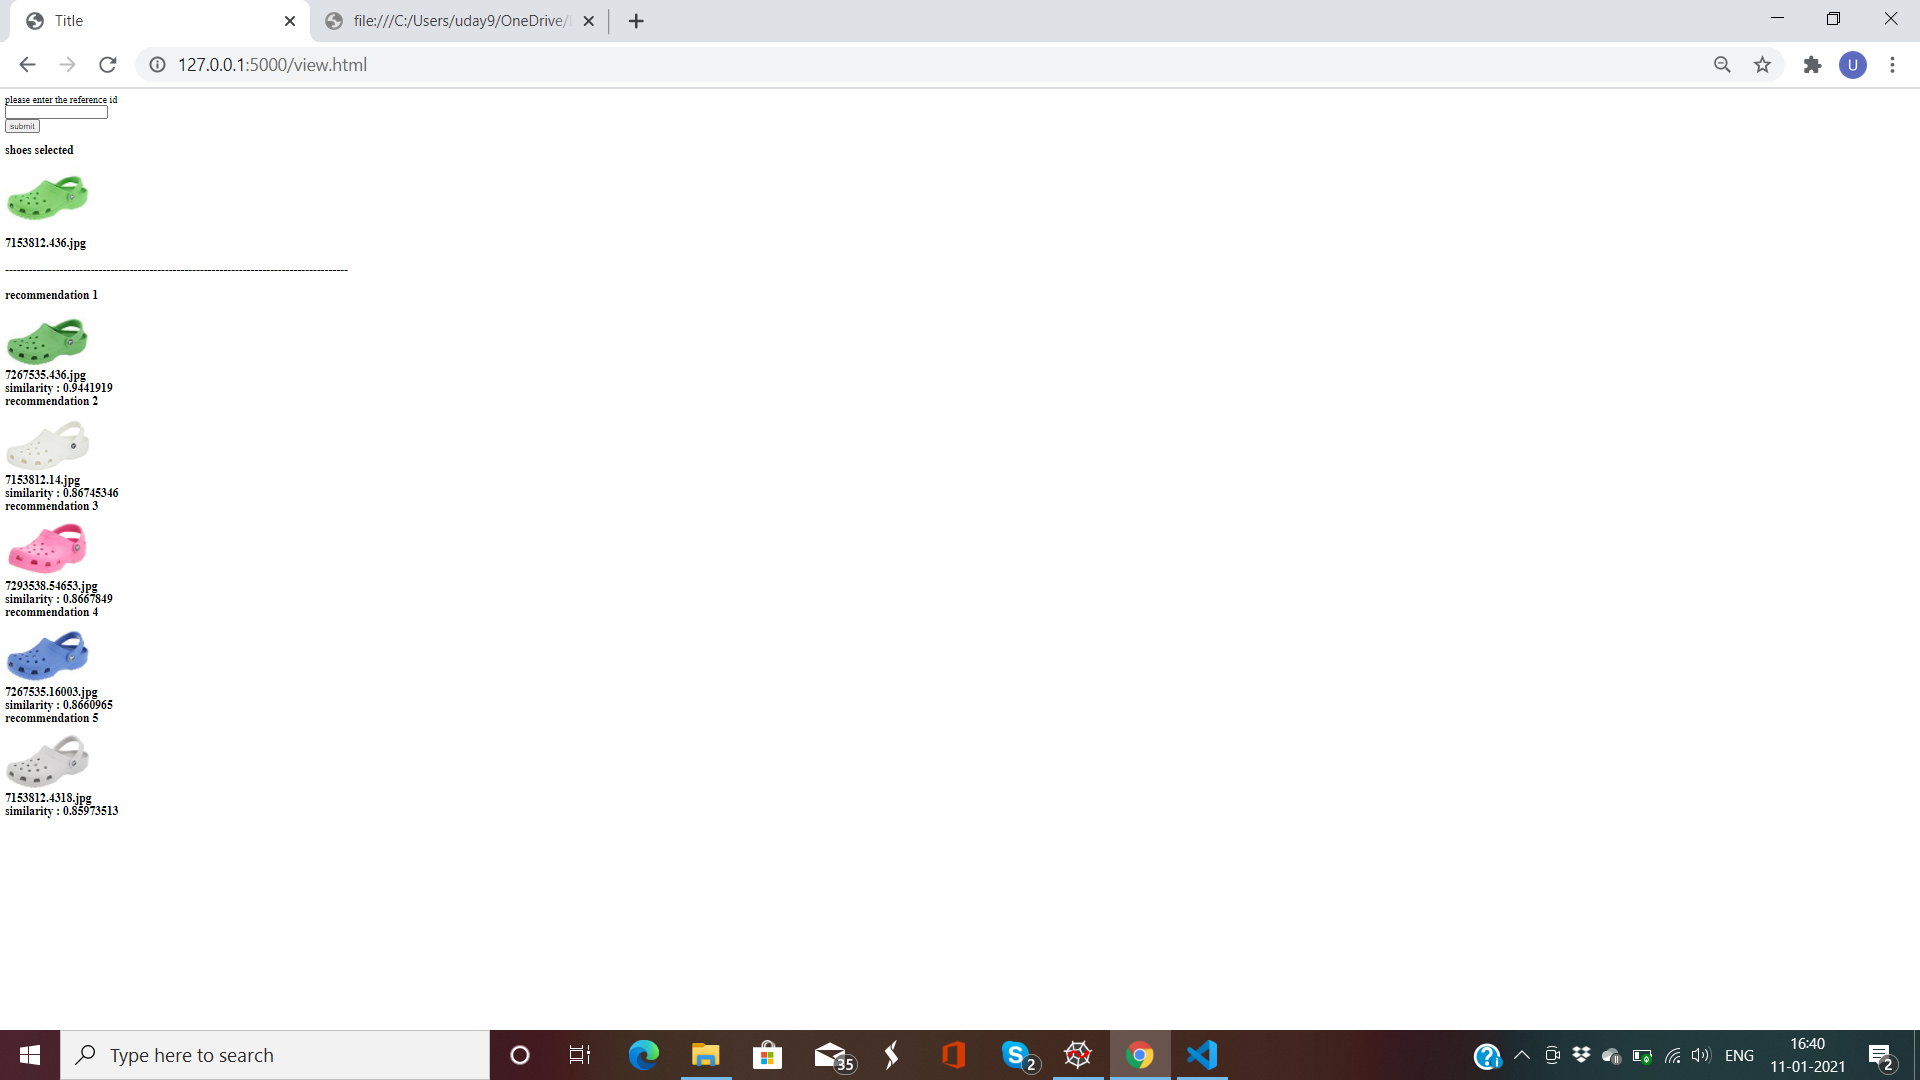 Title
file:///C:/Users/uday9/OneDrive/
127.0.0.1:5000/view.html
U
please enter the reference id
submit
shoes selected
7153812.436.jpg
----------------------------------------------------------------------------------------
recommendation 1
7267535.436.jpg
similarity : 0.9441919
recommendation 2
7153812.14.jpg
similarity : 0.86745346
recommendation 3
7293538.54653.jpg
similarity : 0.8667849
recommendation 4
7267535.16003.jpg
similarity : 0.8660965
recommendation 5
7153812.4318.jpg
similarity : 0.85973513
Type here to search
35
2
ENG
16:40
11-01-2021
2